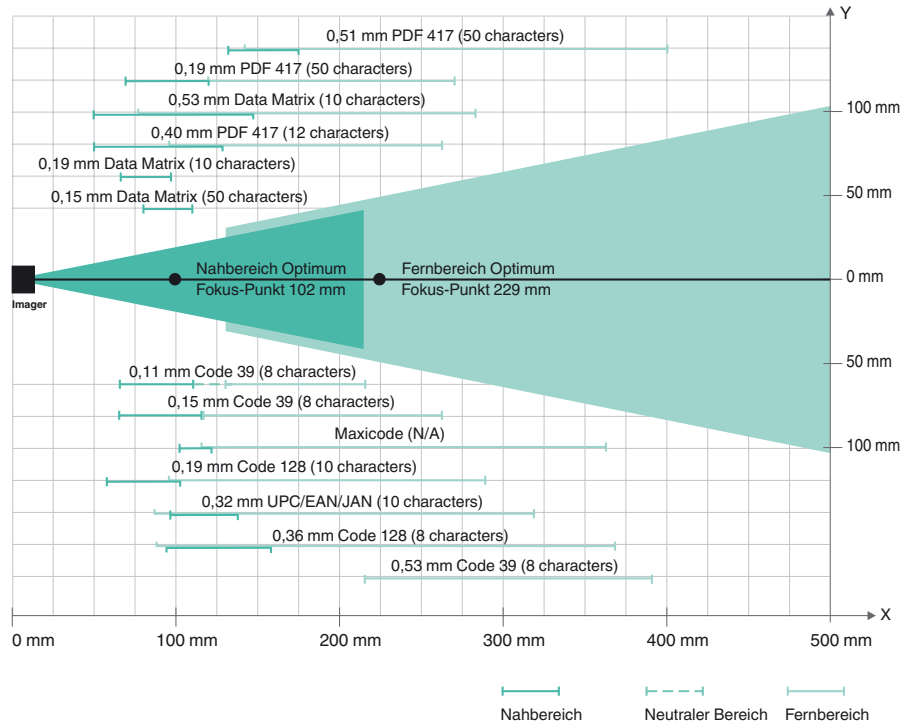 Y
0,51 mm PDF 417 (50 characters)
0,19 mm PDF 417 (50 characters)
0,53 mm Data Matrix (10 characters)
100 mm
0,40 mm PDF 417 (12 characters)
0,19 mm Data Matrix (10 characters)
0,15 mm Data Matrix (50 characters)
50 mm
Nahbereich Optimum
Fokus-Punkt 102 mm
Fernbereich Optimum
Fokus-Punkt 229 mm
0 mm
Imager
50 mm
0,11 mm Code 39 (8 characters)
0,15 mm Code 39 (8 characters)
Maxicode (N/A)
100 mm
0,19 mm Code 128 (10 characters)
0,32 mm UPC/EAN/JAN (10 characters)
0,36 mm Code 128 (8 characters)
0,53 mm Code 39 (8 characters)
X
0 mm 100 mm 200 mm 300 mm 400 mm 500 mm
Nahbereich Neutraler Bereich Fernbereich